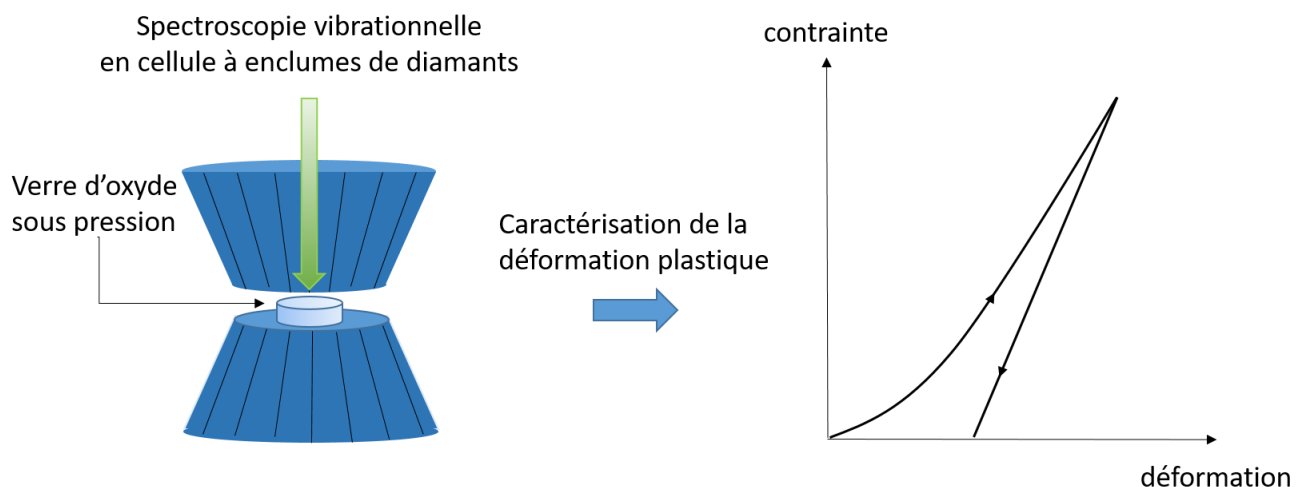 Spectroscopie vibrationnelle
en cellule à enclumes de diamants
Verre d'oxyde
sous pression
Caractérisation de la
déformation plastique
contrainte
déformation